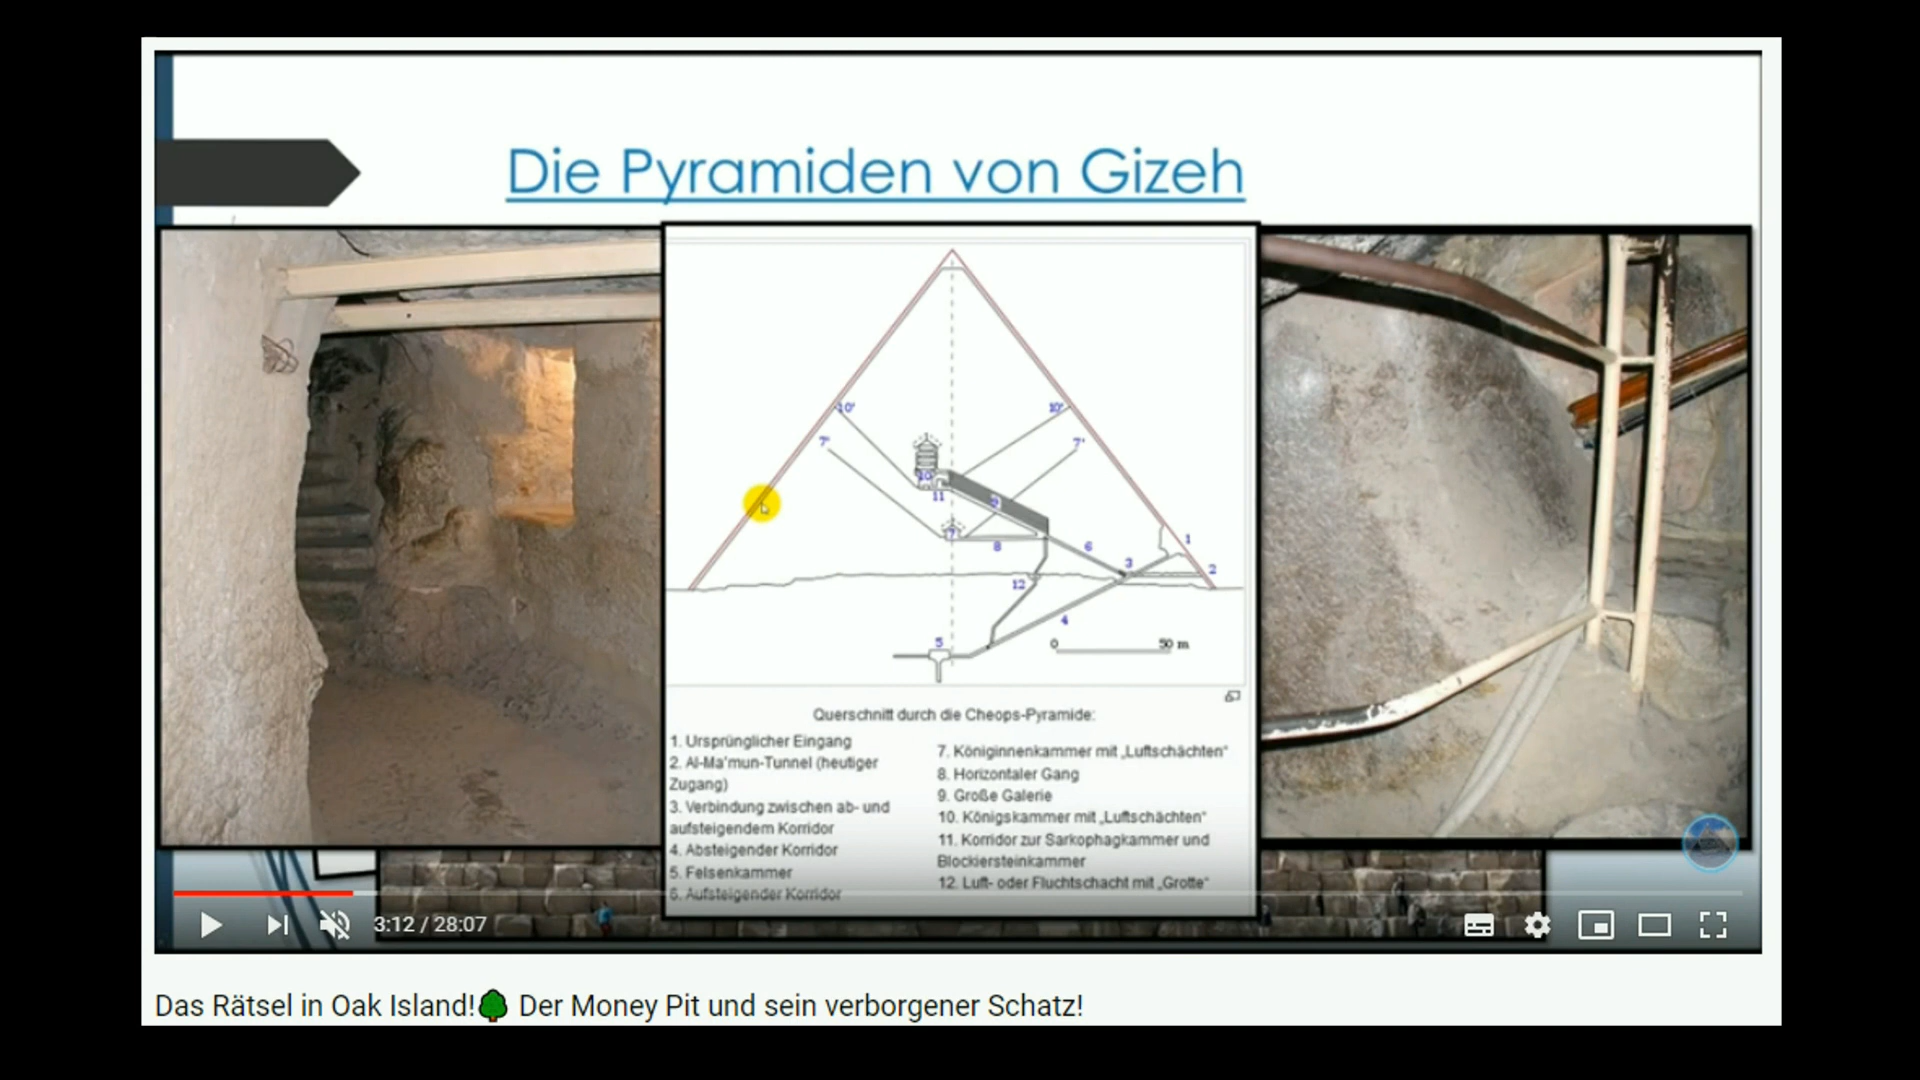 Die Pyramiden von Gizeh
10'
10'
7'
7'
10
11
9
7
8
6
1
3
2
12
4
5
0
50 m
Querschnitt durch die Cheops-Pyramide:
1. Ursprünglicher Eingang
2. Al-Ma'mun-Tunnel (heutiger
Zugang)
3. Verbindung zwischen ab- und
aufsteigendem Korridor
4. Absteigender Korridor
5. Felsenkammer
6. Aufsteigender Korridor
7. Königinnenkammer mit „Luftschächten“
8. Horizontaler Gang
9. Große Galerie
10. Königskammer mit „Luftschächten“
11. Korridor zur Sarkophagkammer und
Blockiersteinkammer
12. Luft- oder Fluchtschacht mit „Grotte“
3:12 / 28:07
Das Rätsel in Oak Island!🌳 Der Money Pit und sein verborgener Schatz!